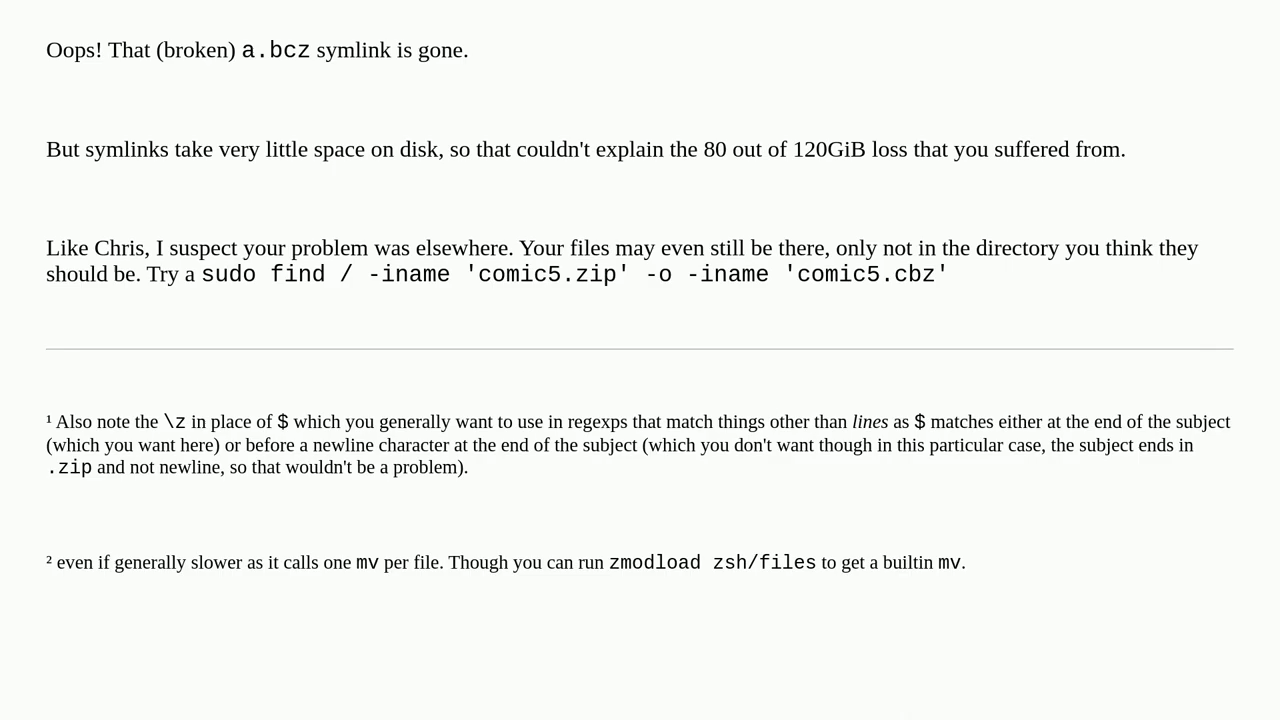 Oops! That (broken) a.bcz symlink is gone.
But symlinks take very little space on disk, so that couldn't explain the 80 out of 120GiB loss that you suffered from.
Like Chris, I suspect your problem was elsewhere. Your files may even still be there, only not in the directory you think they
should be. Try a sudo find / -iname 'comic5.zip' -o -iname 'comic5.cbz'
¹ Also note the \z in place of $ which you generally want to use in regexps that match things other than lines as $ matches either at the end of the subject
(which you want here) or before a newline character at the end of the subject (which you don't want though in this particular case, the subject ends in
.zip and not newline, so that wouldn't be a problem).
² even if generally slower as it calls one mv per file. Though you can run zmodload zsh/files to get a builtin mv.